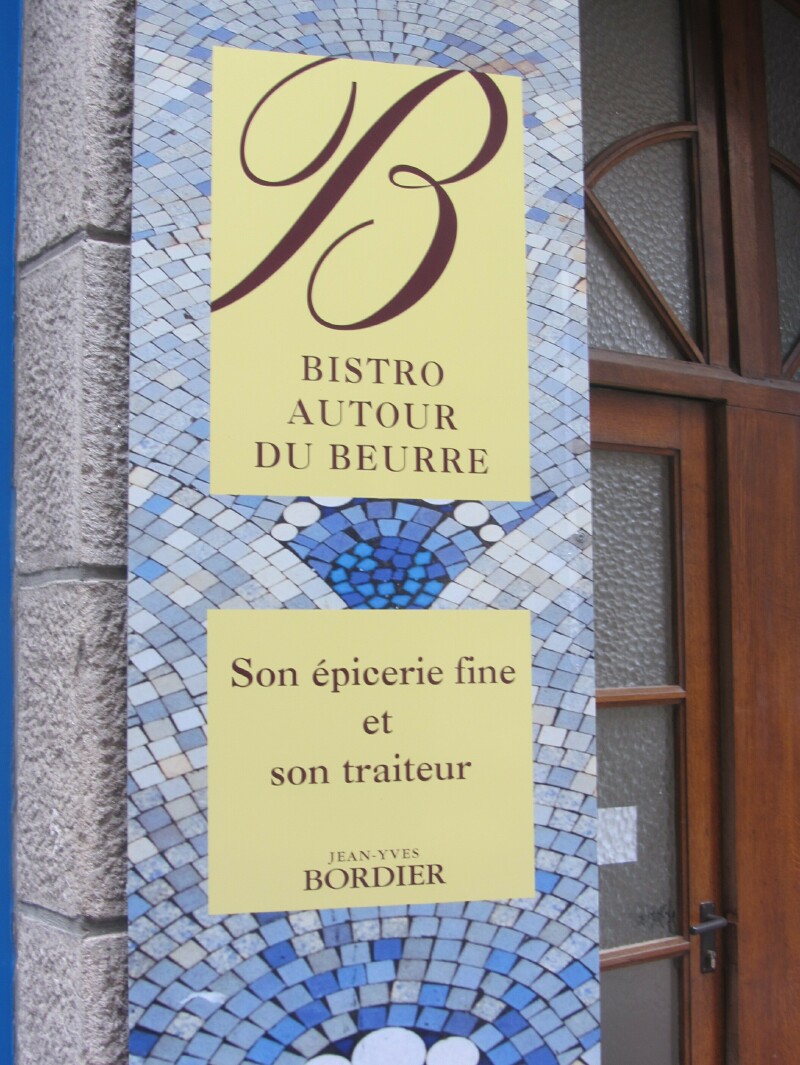 B
BISTRO
AUTOUR
DU BEURRE
Son épicerie fine
et
son traiteur
JEAN-YVES
BORDIER